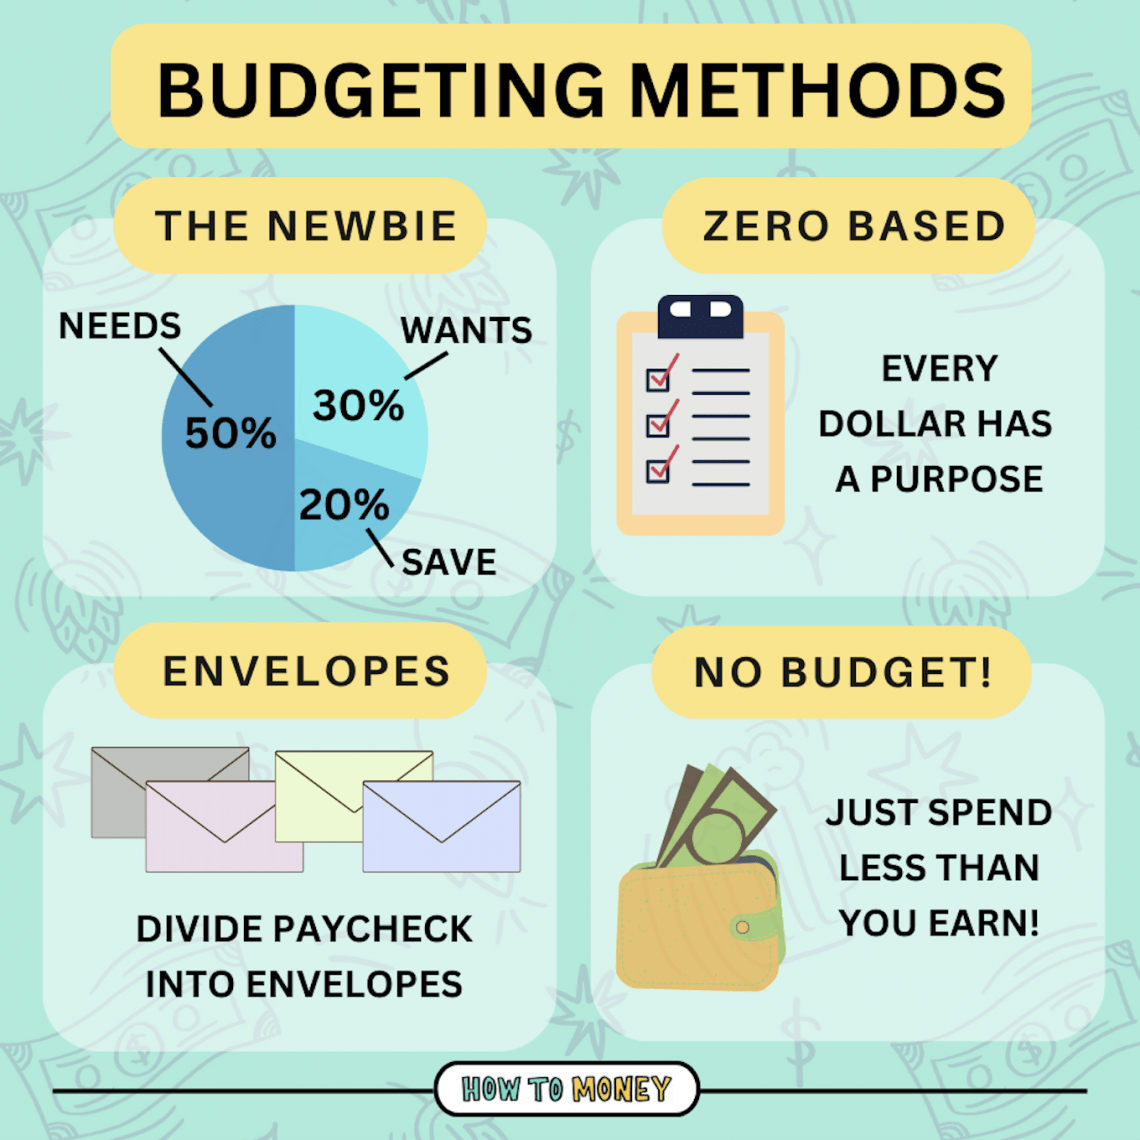 BUDGETING METHODS
THE NEWBIE
NEEDS
WANTS
30%
50%
20%
SAVE
ZERO BASED
EVERY
DOLLAR HAS
A PURPOSE
ENVELOPES
DIVIDE PAYCHECK
INTO ENVELOPES
NO BUDGET!
JUST SPEND
LESS THAN
YOU EARN!
HOW TO MONEY